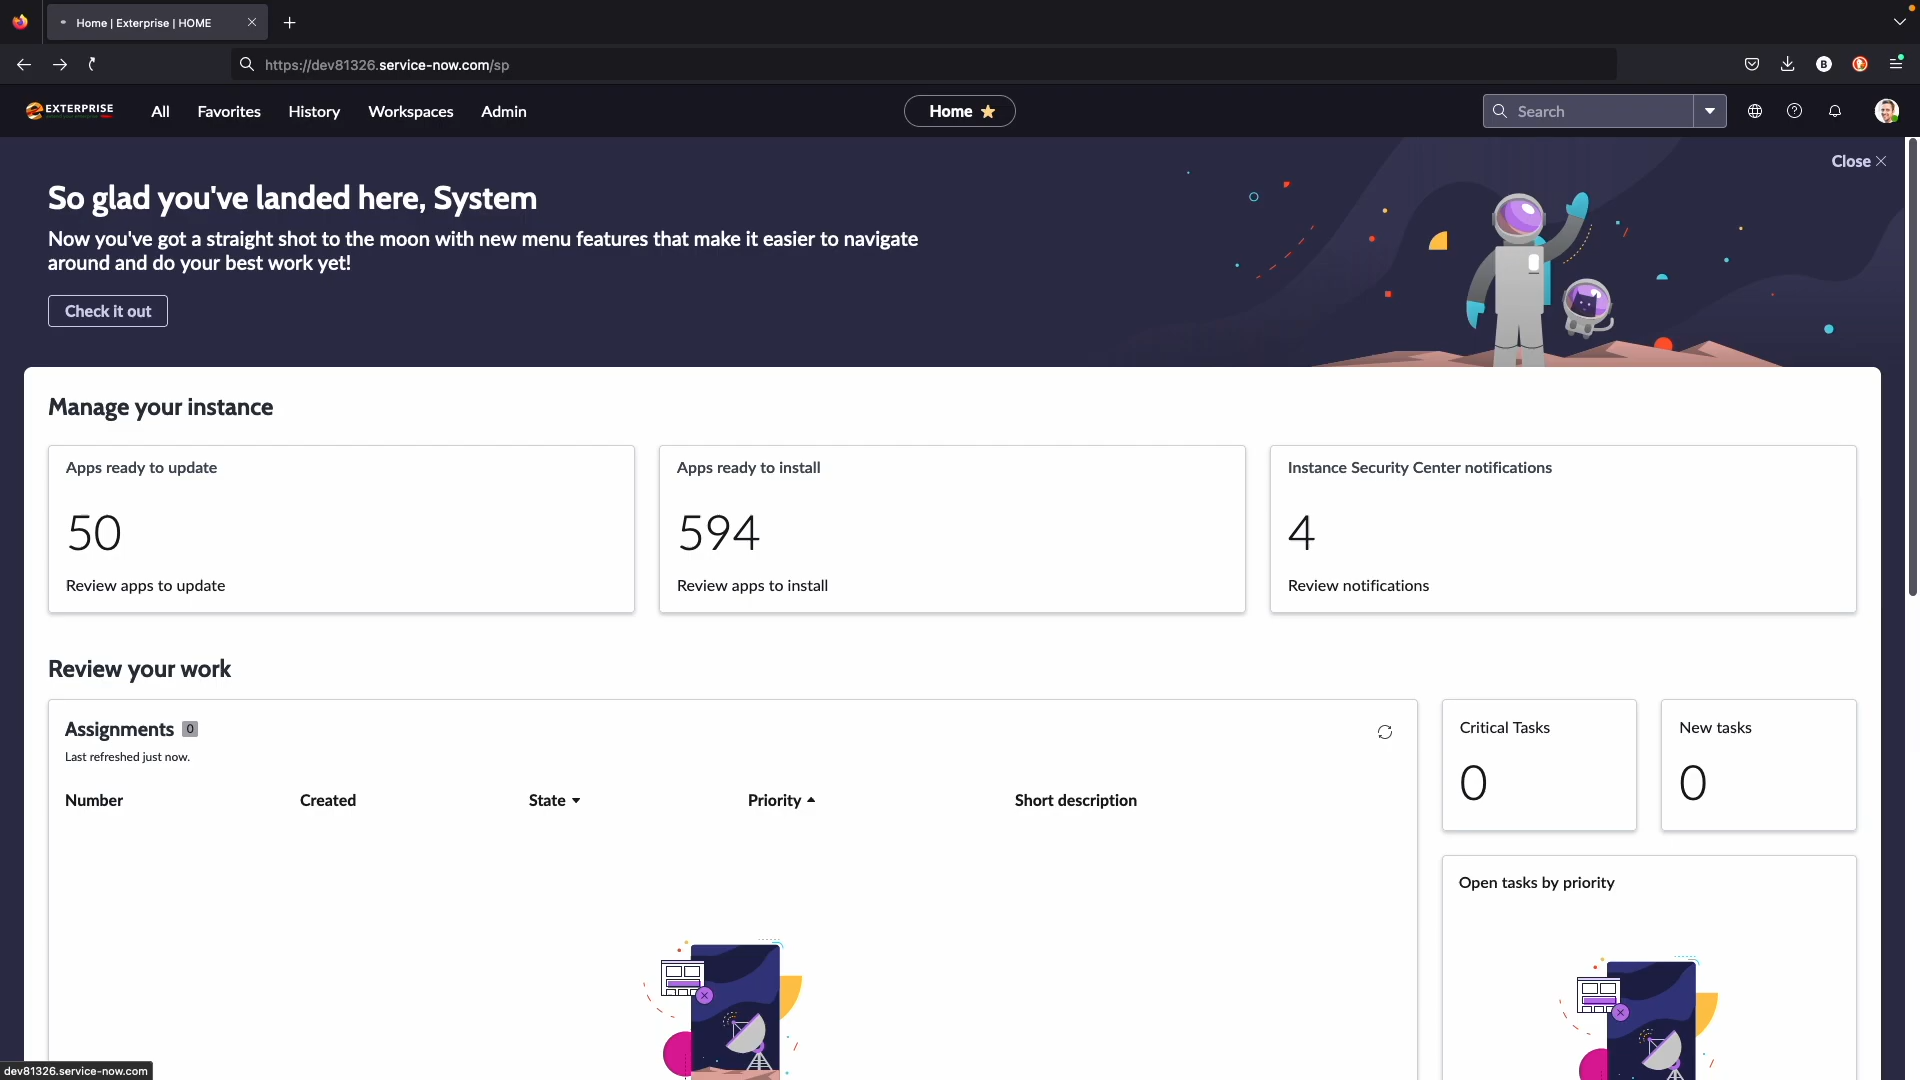 Home | Exterprise | HOME
https://dev81326.service-now.com/sp
EXTERPRISE
All
Favorites
History
Workspaces
Admin
Home
Search
Close
So glad you've landed here, System
Now you've got a straight shot to the moon with new menu features that make it easier to navigate
around and do your best work yet!
Check it out
Manage your instance
Apps ready to update
50
Review apps to update
Apps ready to install
594
Review apps to install
Instance Security Center notifications
4
Review notifications
Review your work
Assignments 0
Last refreshed just now.
Number
Created
State
Priority
Short description
Critical Tasks
0
New tasks
0
Open tasks by priority
dev81326.service-now.com